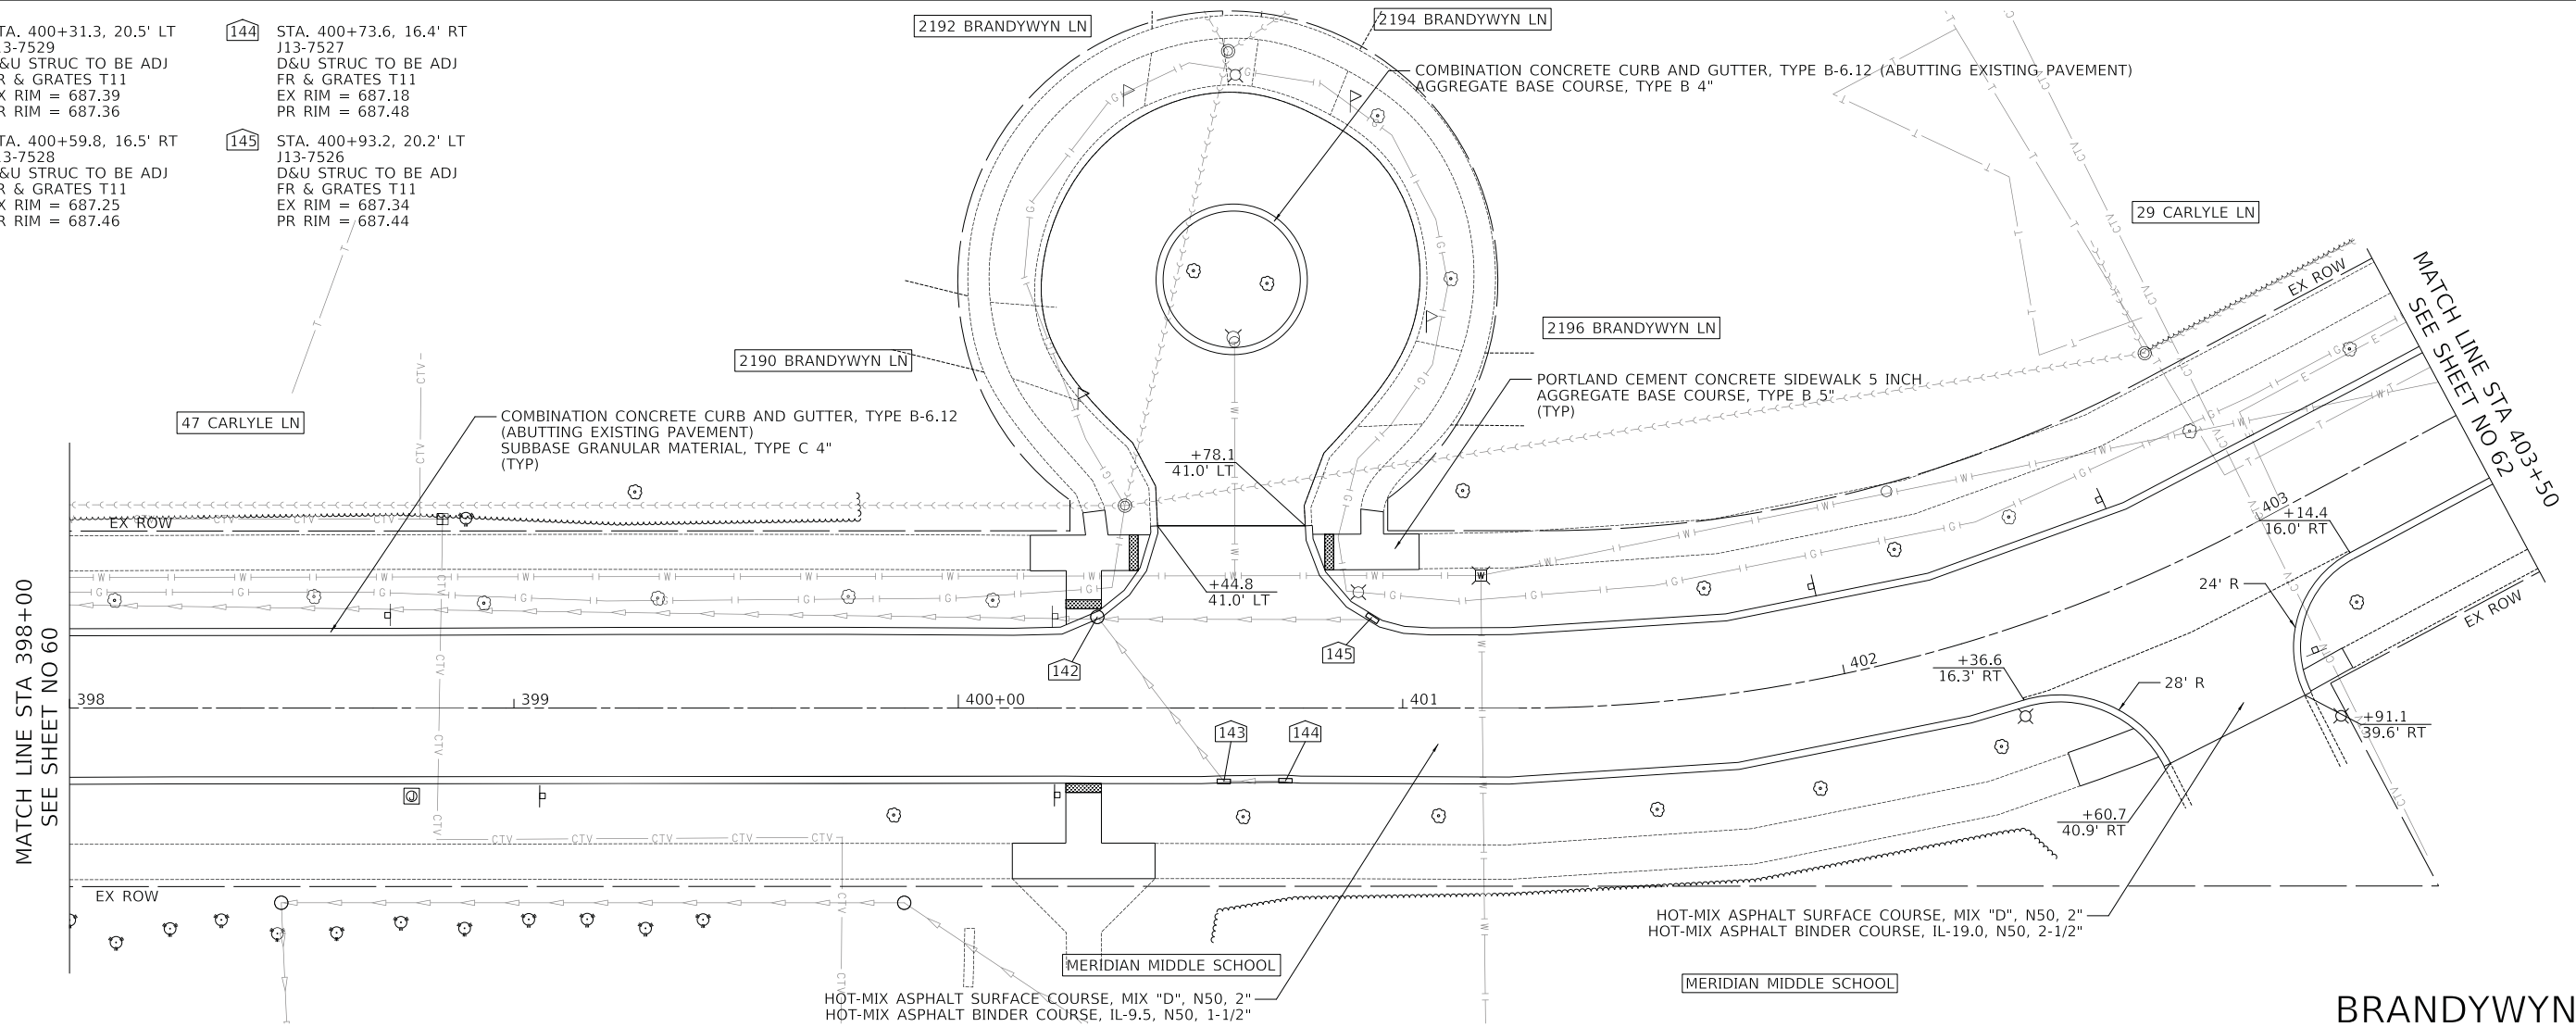 TA. 400+31.3, 20.5' LT
13-7529
&U STRUC TO BE ADJ
R & GRATES T11
X RIM = 687.39
R RIM = 687.36
TA. 400+59.8, 16.5' RT
13-7528
&U STRUC TO BE ADJ
R & GRATES T11
X RIM = 687.25
R RIM = 687.46
144 STA. 400+73.6, 16.4' RT
J13-7527
D&U STRUC TO BE ADJ
FR & GRATES T11
EX RIM = 687.18
PR RIM = 687.48
145 STA. 400+93.2, 20.2' LT
J13-7526
D&U STRUC TO BE ADJ
FR & GRATES T11
EX RIM = 687.34
PR RIM = 687.44
2192 BRANDYWYN LN
2194 BRANDYWYN LN
COMBINATION CONCRETE CURB AND GUTTER, TYPE B-6.12 (ABUTTING EXISTING PAVEMENT)
AGGREGATE BASE COURSE, TYPE B 4"
29 CARLYLE LN
EX ROW
MATCH LINE STA 403+50
SEE SHEET NO 62
2196 BRANDYWYN LN
2190 BRANDYWYN LN
PORTLAND CEMENT CONCRETE SIDEWALK 5 INCH
AGGREGATE BASE COURSE, TYPE B 5"
(TYP)
47 CARLYLE LN
COMBINATION CONCRETE CURB AND GUTTER, TYPE B-6.12
(ABUTTING EXISTING PAVEMENT)
SUBBASE GRANULAR MATERIAL, TYPE C 4"
(TYP)
+78.1
41.0' LT
EX ROW
403
+14.4
16.0' RT
+44.8
41.0' LT
24' R
EX ROW
MATCH LINE STA 398+00
SEE SHEET NO 60
142
145
402
+36.6
16.3' RT
28' R
398
399
400+00
401
143
144
+91.1
39.6' RT
+60.7
40.9' RT
EX ROW
HOT-MIX ASPHALT SURFACE COURSE, MIX "D", N50, 2"
HOT-MIX ASPHALT BINDER COURSE, IL-19.0, N50, 2-1/2"
MERIDIAN MIDDLE SCHOOL
MERIDIAN MIDDLE SCHOOL
HOT-MIX ASPHALT SURFACE COURSE, MIX "D", N50, 2"
HOT-MIX ASPHALT BINDER COURSE, IL-9.5, N50, 1-1/2"
BRANDYWYN